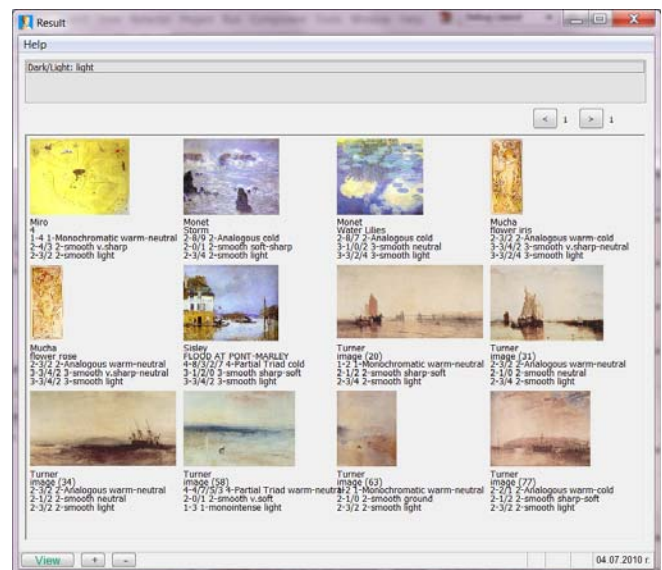 Result
Help
Dark/Light: light
< 1 > 1
Miro
4
1-4 1-Monochromatic warm-neutral
2-4/3 2-smooth v.sharp
2-3/2 2-smooth light
Monet
Storm
2-8/9 2-Analogous cold
2-0/1 2-smooth soft-sharp
2-3/4 2-smooth light
Monet
Water Lilies
2-8/7 2-Analogous cold
3-1/0/2 3-smooth neutral
3-3/2/4 3-smooth light
Mucha
flower iris
2-3/2 2-Analogous warm-cold
3-3/4/2 3-smooth v.sharp-neutral
3-3/2/4 3-smooth light
Mucha
flower rose
2-3/2 2-Analogous warm-neutral
3-3/4/2 3-smooth v.sharp-neutral
3-3/4/2 3-smooth light
Sisley
FLOOD AT PONT-MARLEY
4-8/3/2/7 4-Partial Triad cold
3-1/2/0 3-smooth sharp-soft
3-3/4/2 3-smooth light
Turner
image (20)
1-2 1-Monochromatic warm-neutral
2-1/2 2-smooth sharp-soft
2-3/4 2-smooth light
Turner
image (31)
2-3/2 2-Analogous warm-neutral
2-1/0 2-smooth neutral
2-3/4 2-smooth light
Turner
image (34)
2-3/2 2-Analogous warm-neutral
2-1/2 2-smooth neutral
2-3/2 2-smooth light
Turner
image (58)
4-4/7/5/3 4-Partial Triad warm-neutral
2-0/1 2-smooth v.soft
1-3 1-monointense light
Turner
image (63)
1-2 1-Monochromatic warm-neutral
2-1/0 2-smooth ground
2-3/2 2-smooth light
Turner
image (77)
2-2/1 2-Analogous warm-cold
2-1/2 2-smooth sharp-soft
2-3/2 2-smooth light
View + -
04.07.2010 г.